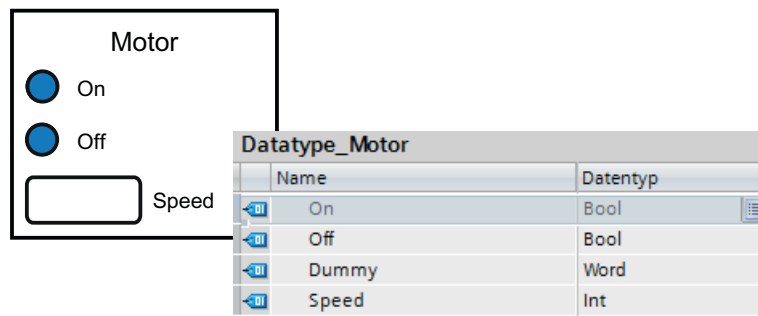 Motor
On
Off
Speed
Datatype_Motor
Name Datentyp
On Bool
Off Bool
Dummy Word
Speed Int